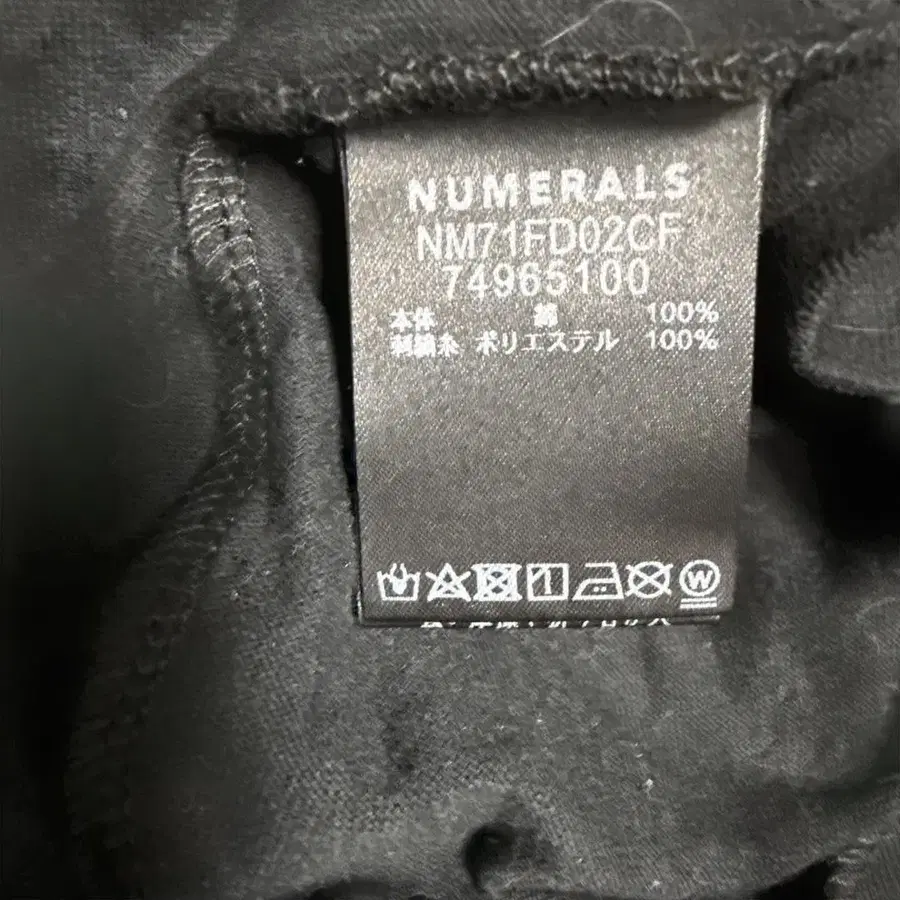 NUMERALS
NM71FD02CF
74965100
本体 綿 100%
刺繍糸 ポリエステル 100%
W